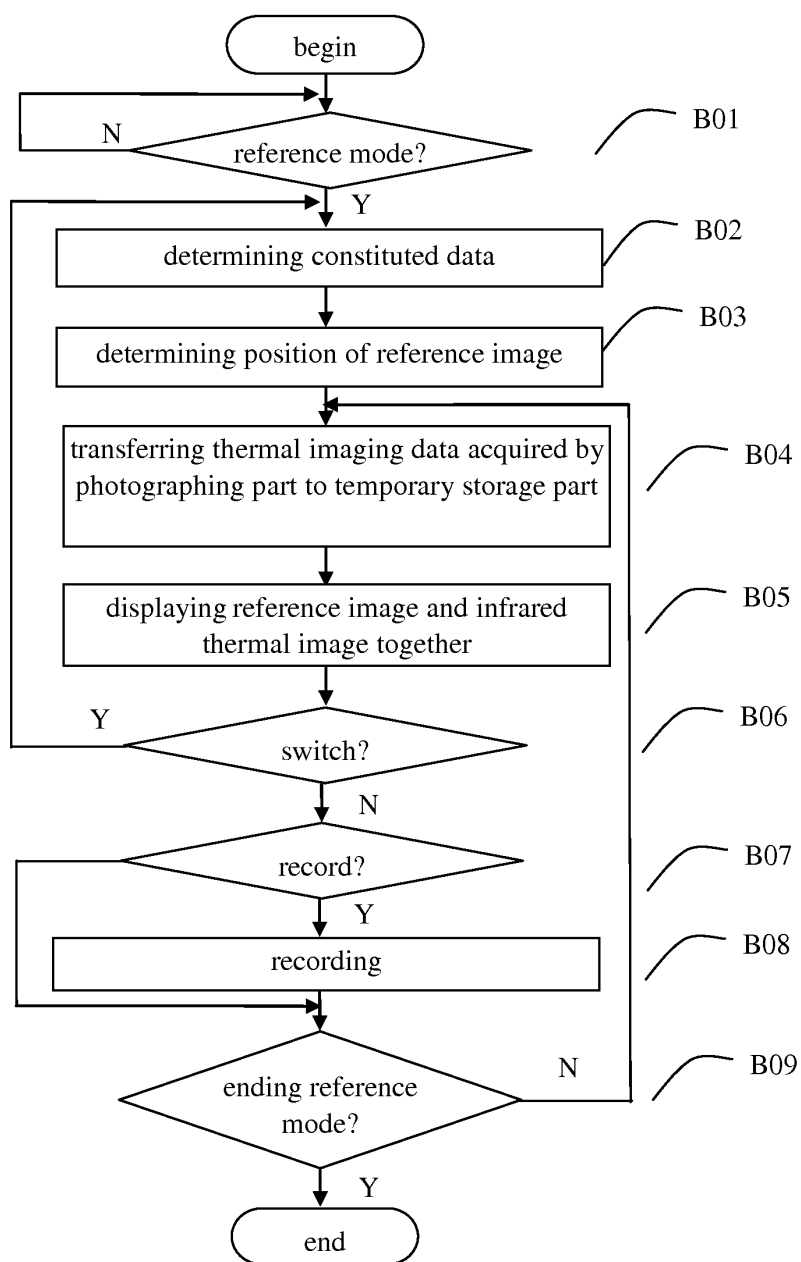 begin
N
reference mode?
B01
Y
B02
determining constituted data
B03
determining position of reference image
transferring thermal imaging data acquired by
photographing part to temporary storage part
B04
displaying reference image and infrared
thermal image together
B05
Y
switch?
B06
N
record?
B07
Y
recording
B08
ending reference
mode?
N
B09
Y
end